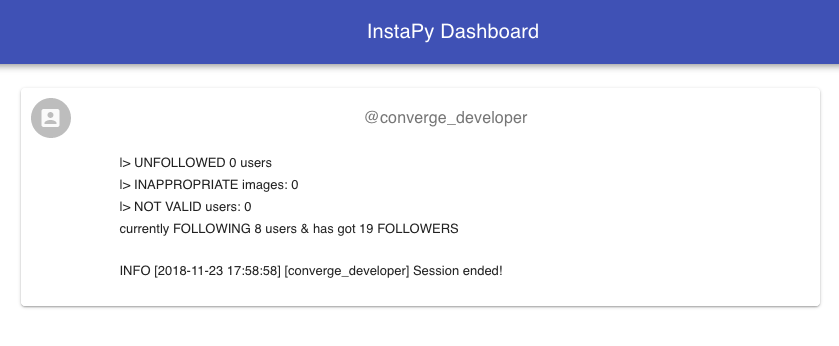 InstaPy Dashboard
@converge_developer
|> UNFOLLOWED 0 users
|> INAPPROPRIATE images: 0
|> NOT VALID users: 0
currently FOLLOWING 8 users & has got 19 FOLLOWERS
INFO [2018-11-23 17:58:58] [converge_developer] Session ended!